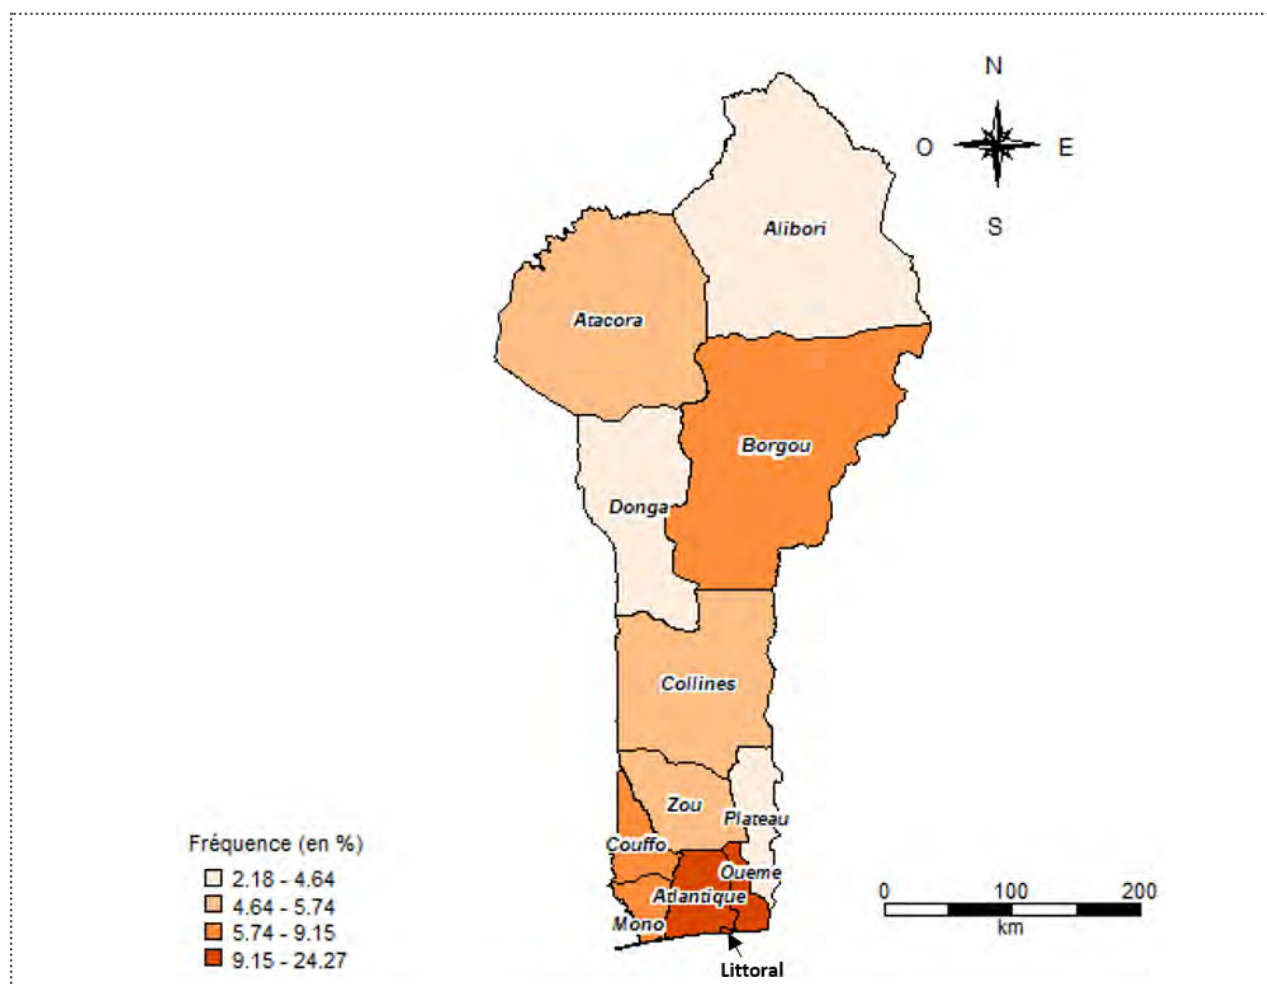 N
O
E
S
Alibori
Atacora
Borgou
Donga
Collines
Zou
Plateau
Couffo
Oueme
Atlantique
Mono
Littoral
Fréquence (en %)
2.18 - 4.64
4.64 - 5.74
5.74 - 9.15
9.15 - 24.27
0 100 200
km